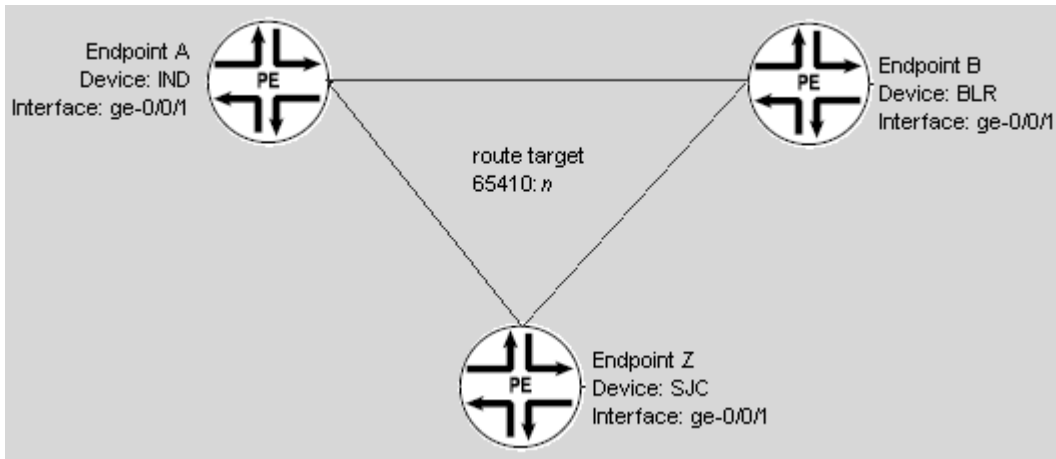 Endpoint A
Device: IND
Interface: ge-0/0/1
PE
PE
Endpoint B
Device: BLR
Interface: ge-0/0/1
route target
65410: n
PE
Endpoint Z
Device: SJC
Interface: ge-0/0/1